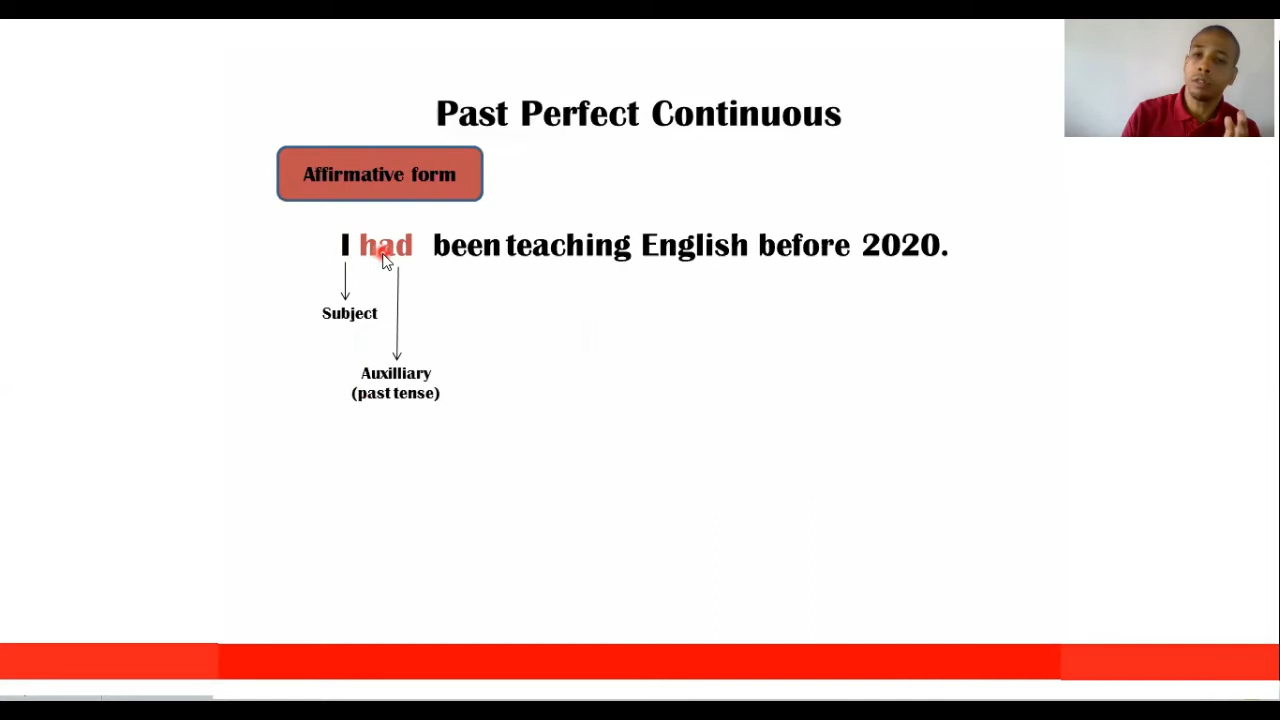 Past Perfect Continuous
Affirmative form
I had been teaching English before 2020.
Subject
Auxilliary
(past tense)